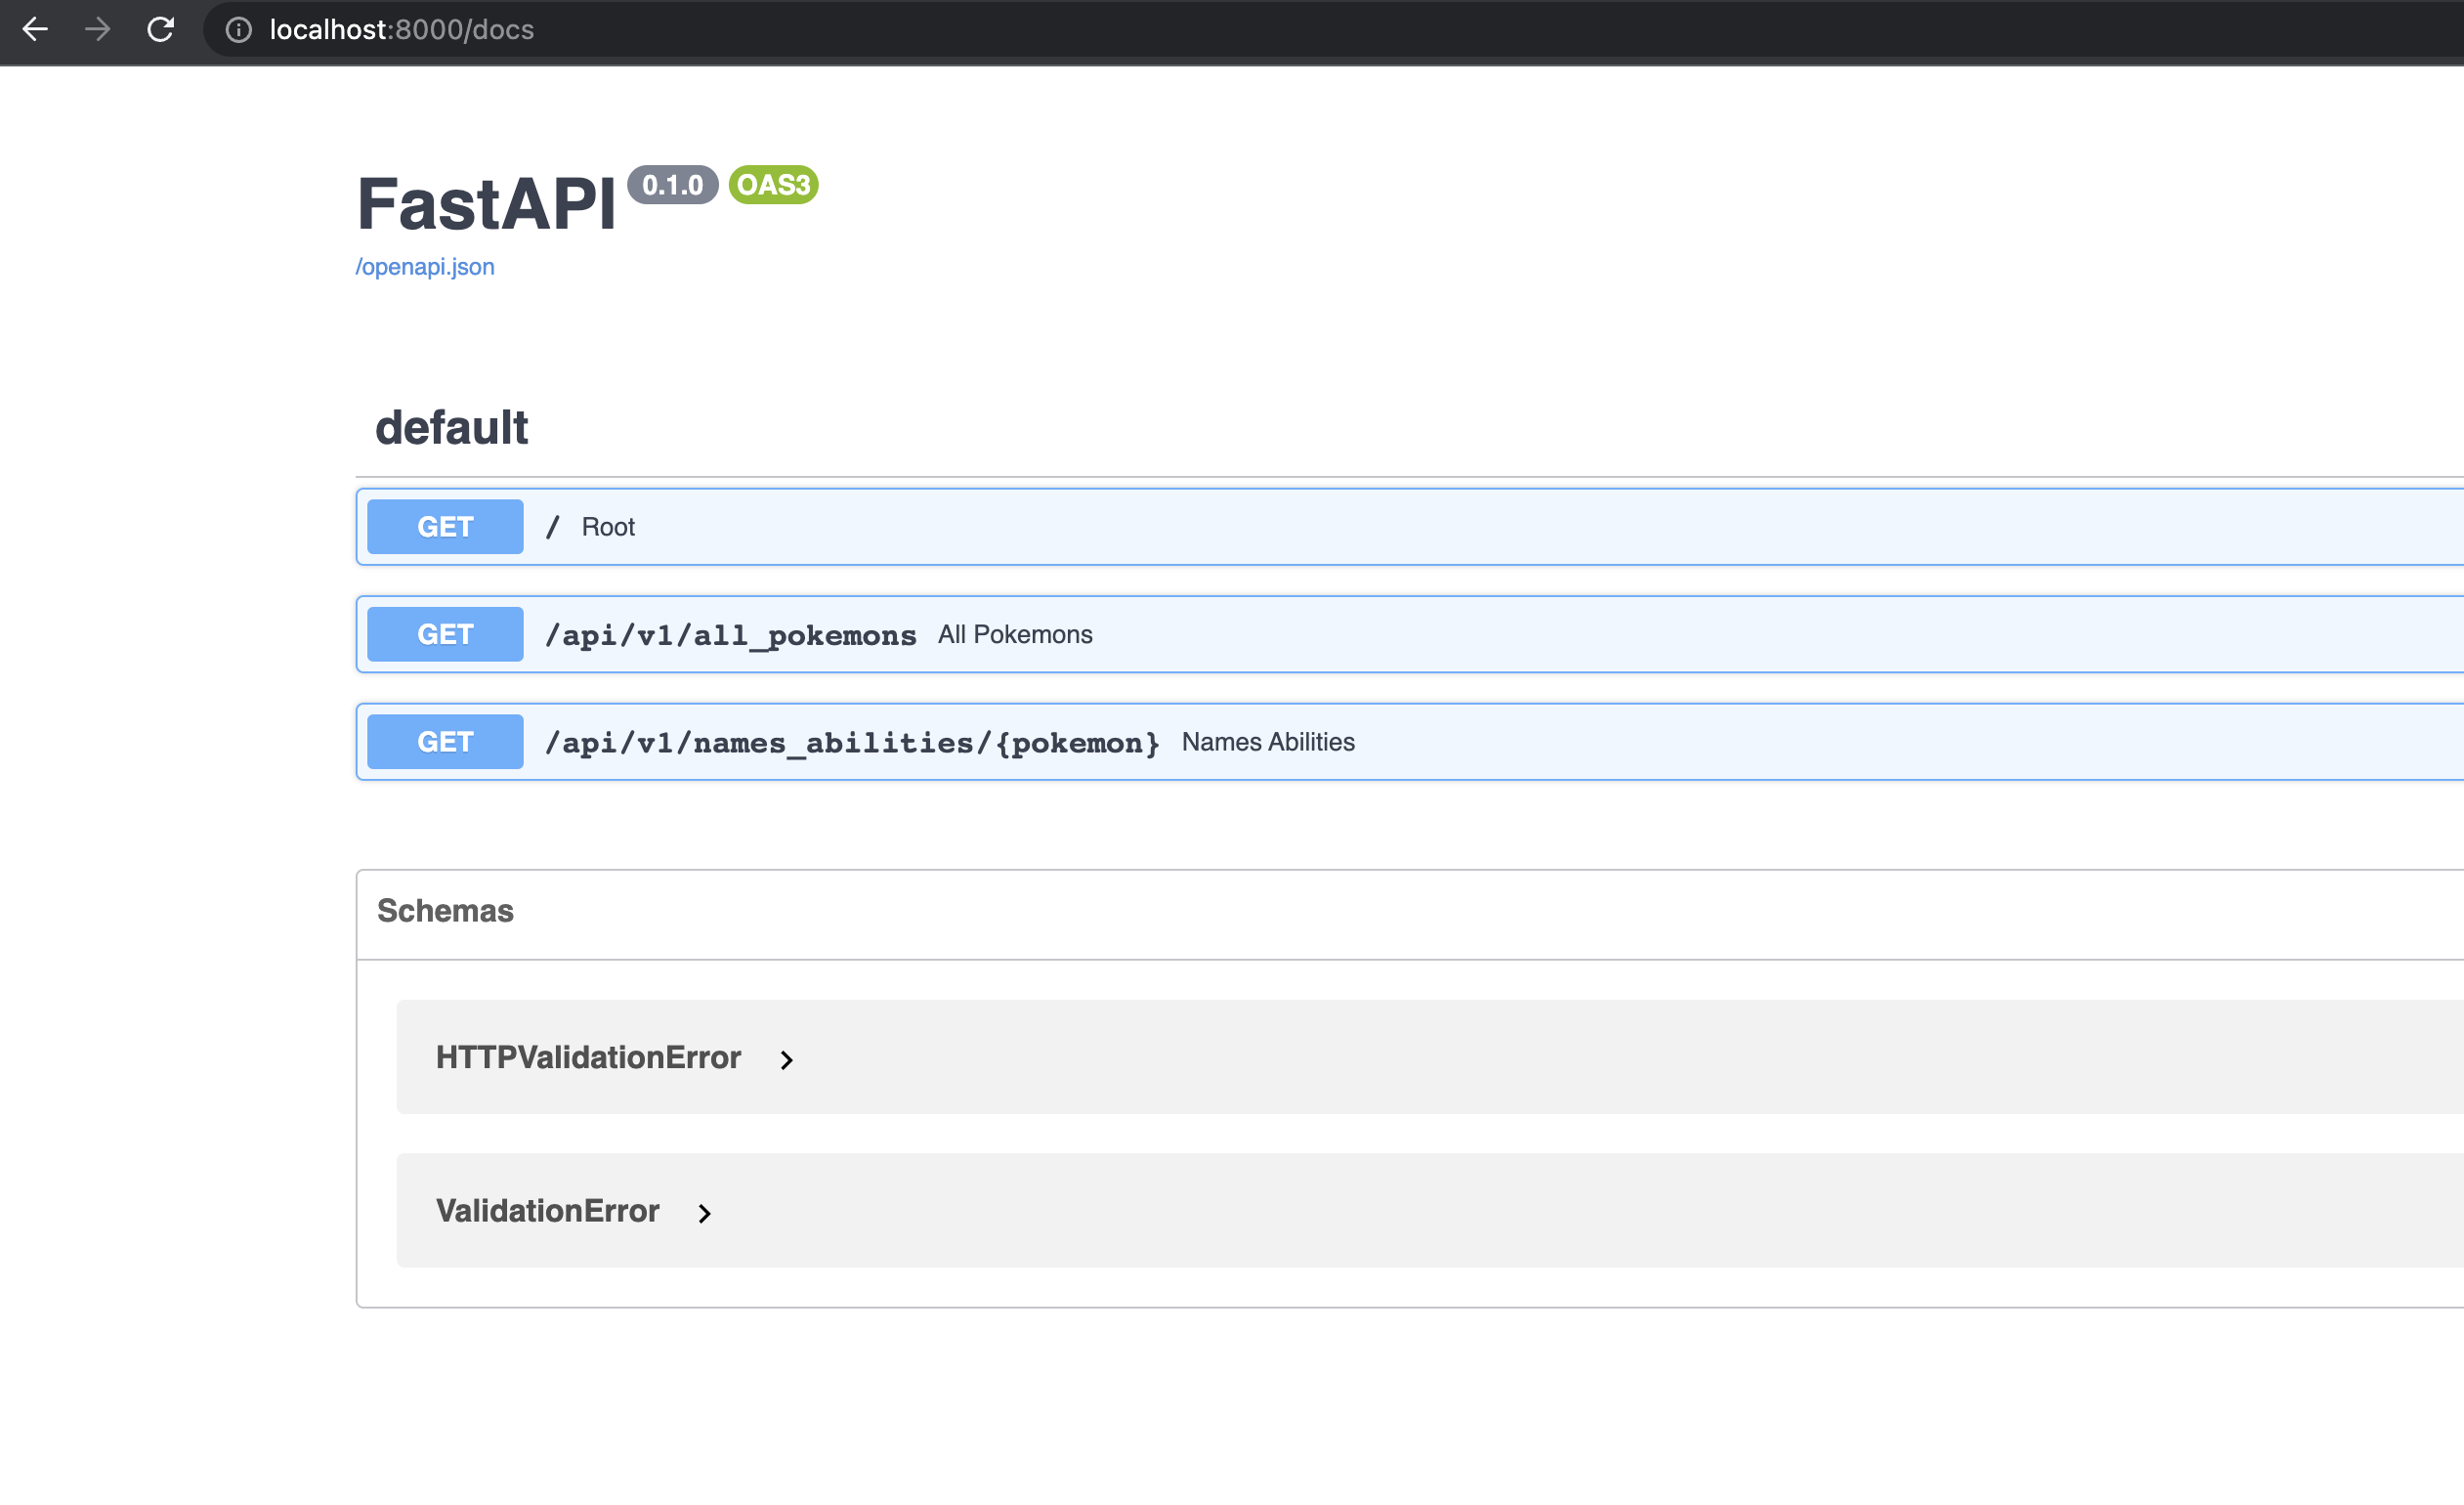 localhost:8000/docs
FastAPI 0.1.0 OAS3
/openapi.json
default
GET / Root
GET /api/v1/all_pokemons All Pokemons
GET /api/v1/names_abilities/{pokemon} Names Abilities
Schemas
HTTPValidationError
ValidationError